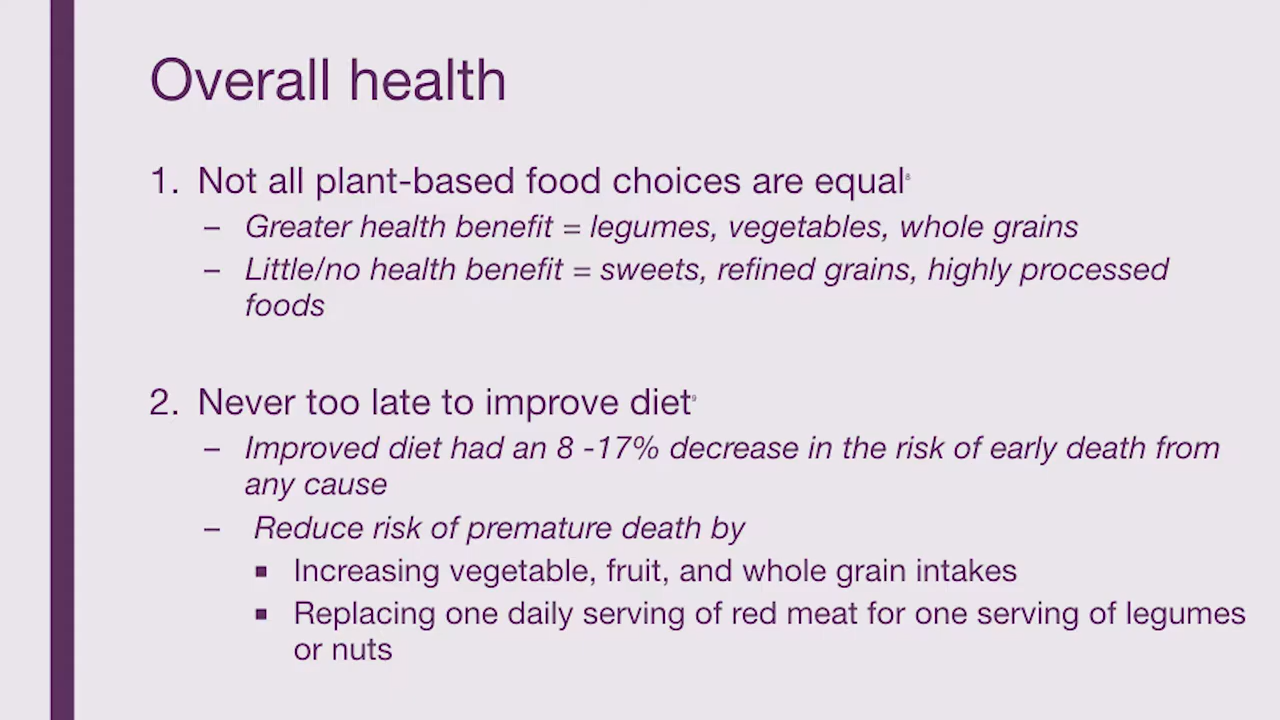 Overall health
1. Not all plant-based food choices are equal⁸
– Greater health benefit = legumes, vegetables, whole grains
– Little/no health benefit = sweets, refined grains, highly processed
foods
2. Never too late to improve diet⁹
– Improved diet had an 8 -17% decrease in the risk of early death from
any cause
– Reduce risk of premature death by
▪ Increasing vegetable, fruit, and whole grain intakes
▪ Replacing one daily serving of red meat for one serving of legumes
or nuts